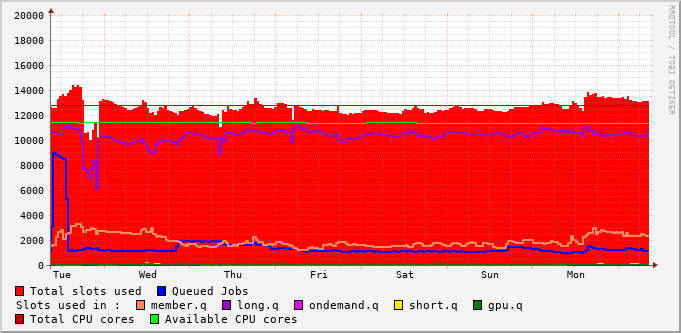 RRDTOOL / TOBI OETIKER
20000
18000
16000
14000
12000
10000
8000
6000
4000
2000
0
Tue Wed Thu Fri Sat Sun Mon
Total slots used Queued Jobs
Slots used in : member.q long.q ondemand.q short.q gpu.q
Total CPU cores Available CPU cores